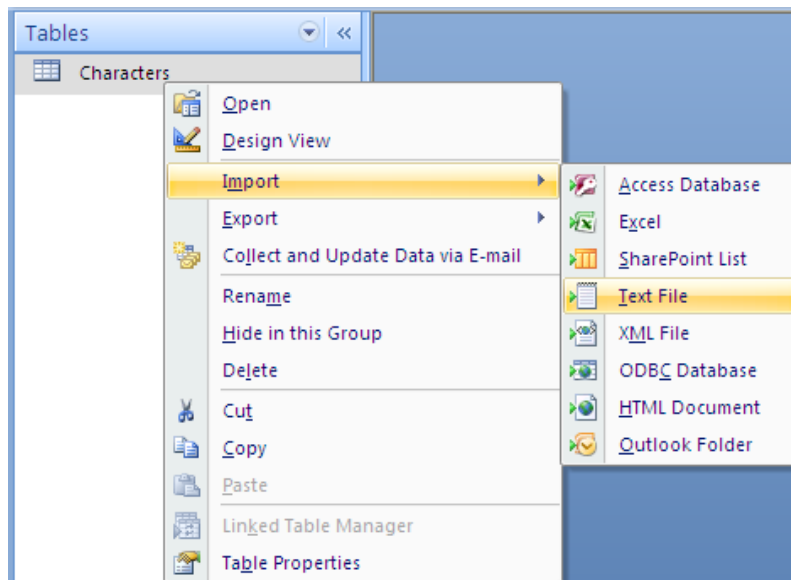 Tables
Characters
Open
Design View
Import
Export
Collect and Update Data via E-mail
Rename
Hide in this Group
Delete
Cut
Copy
Paste
Linked Table Manager
Table Properties
Access Database
Excel
SharePoint List
Text File
XML File
ODBC Database
HTML Document
Outlook Folder